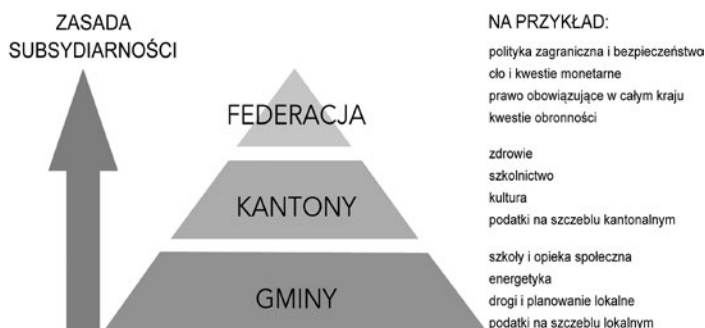 ZASADA
SUBSYDIARNOŚCI
FEDERACJA
KANTONY
GMINY
NA PRZYKŁAD:
polityka zagraniczna i bezpieczeństwo
cło i kwestie monetarne
prawo obowiązujące w całym kraju
kwestie obronności
zdrowie
szkolnictwo
kultura
podatki na szczeblu kantonalnym
szkoły i opieka społeczna
energetyka
drogi i planowanie lokalne
podatki na szczeblu lokalnym